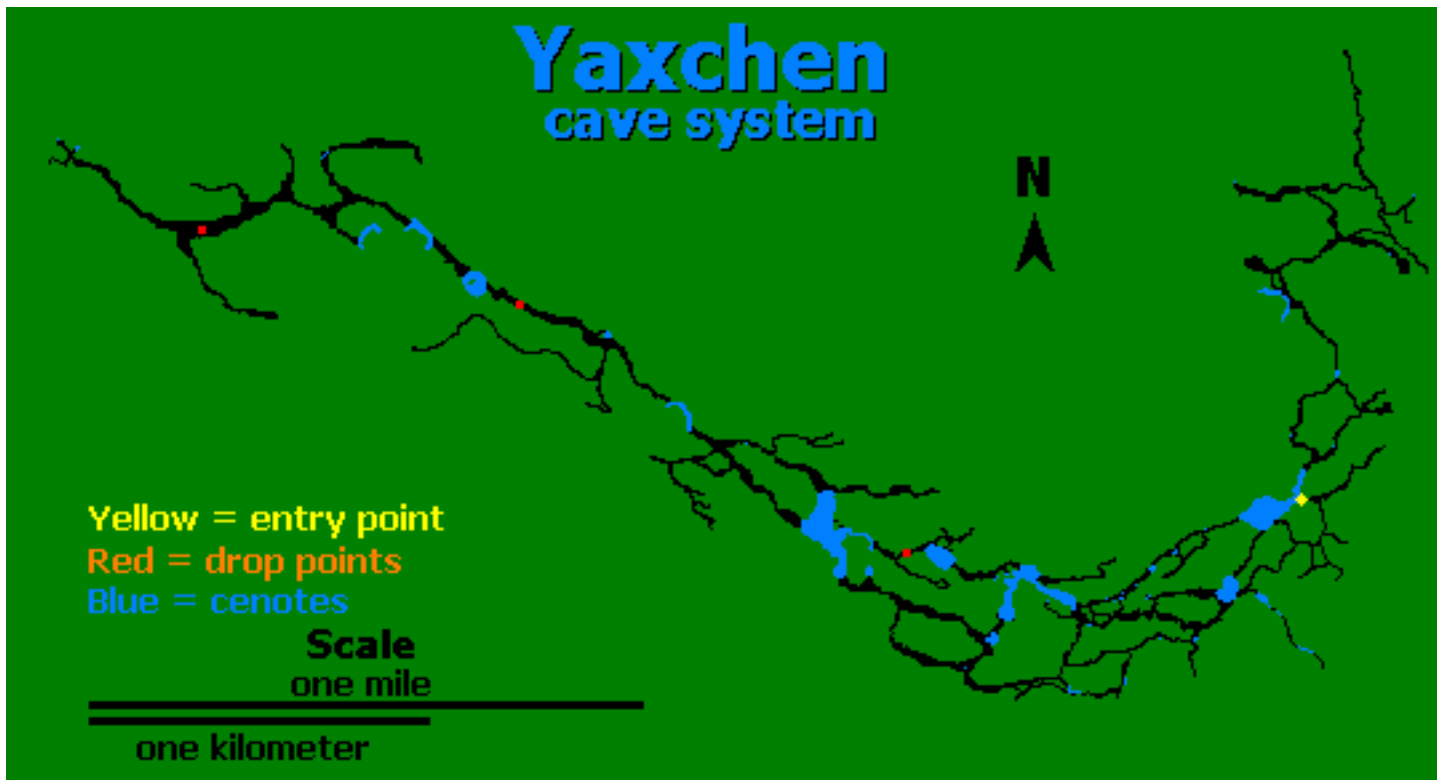 Yaxchen
cave system
N
Yellow = entry point
Red = drop points
Blue = cenotes
Scale
one mile
one kilometer